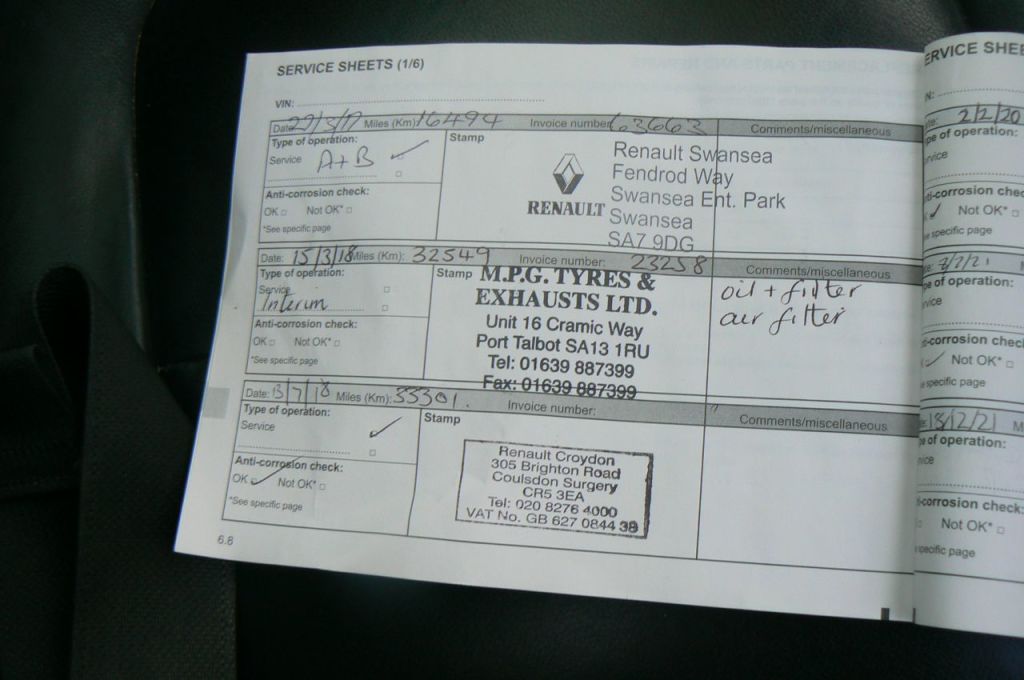 SERVICE SHEETS (1/6)
VIN:
Date: 22/3/17 Miles (Km): 16494 Invoice number: 63663 Comments/miscellaneous
Type of operation:
Service A+B ✓
Anti-corrosion check:
OK □ Not OK* □
*See specific page
Stamp
RENAULT
Renault Swansea
Fendrod Way
Swansea Ent. Park
Swansea
SA7 9DG
Date: 15/3/18 Miles (Km): 32549 Invoice number: 23258 Comments/miscellaneous
Type of operation:
Service □
Interim □
Anti-corrosion check:
OK □ Not OK* □
*See specific page
Stamp M.P.G. TYRES &
EXHAUSTS LTD.
Unit 16 Cramic Way
Port Talbot SA13 1RU
Tel: 01639 887399
Fax: 01639 887399
oil + filter
air filter
Date: 13/7/18 Miles (Km): 33301. Invoice number: Comments/miscellaneous
Type of operation:
Service ✓
Anti-corrosion check:
OK ✓ Not OK* □
*See specific page
Stamp
Renault Croydon
305 Brighton Road
Coulsdon Surgery
CR5 3EA
Tel: 020 8276 4000
VAT No. GB 627 0844 38
6.8
ERVICE SHEE
N:
2/2/20
pe of operation:
rvice
ti-corrosion chec
✓ Not OK* □
e specific page
2/2/21
pe of operation:
rvice
i-corrosion chec
✓ Not OK* □
e specific page
13/12/21 M
pe of operation:
vice
-corrosion check:
□ Not OK* □
specific page